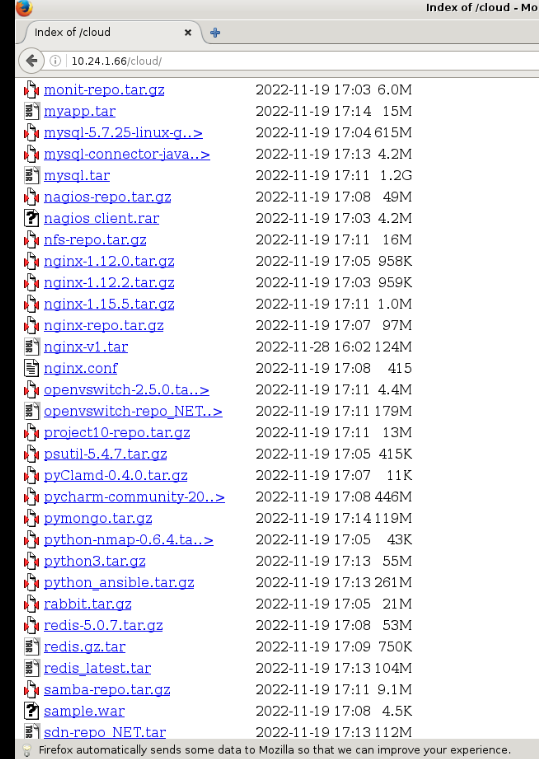 Index of /cloud - Mo
Index of /cloud
10.24.1.66/cloud/
monit-repo.tar.gz 2022-11-19 17:03 6.0M
myapp.tar 2022-11-19 17:14 15M
mysql-5.7.25-linux-g..> 2022-11-19 17:04 615M
mysql-connector-java..> 2022-11-19 17:13 4.2M
mysql.tar 2022-11-19 17:11 1.2G
nagios-repo.tar.gz 2022-11-19 17:08 49M
nagios_client.rar 2022-11-19 17:03 4.2M
nfs-repo.tar.gz 2022-11-19 17:11 16M
nginx-1.12.0.tar.gz 2022-11-19 17:05 958K
nginx-1.12.2.tar.gz 2022-11-19 17:03 959K
nginx-1.15.5.tar.gz 2022-11-19 17:11 1.0M
nginx-repo.tar.gz 2022-11-19 17:07 97M
nginx-v1.tar 2022-11-28 16:02 124M
nginx.conf 2022-11-19 17:08 415
openvswitch-2.5.0.ta..> 2022-11-19 17:11 4.4M
openvswitch-repo_NET..> 2022-11-19 17:11 179M
project10-repo.tar.gz 2022-11-19 17:11 13M
psutil-5.4.7.tar.gz 2022-11-19 17:05 415K
pyClamd-0.4.0.tar.gz 2022-11-19 17:07 11K
pycharm-community-20..> 2022-11-19 17:08 446M
pymongo.tar.gz 2022-11-19 17:14 119M
python-nmap-0.6.4.ta..> 2022-11-19 17:05 43K
python3.tar.gz 2022-11-19 17:13 55M
python_ansible.tar.gz 2022-11-19 17:13 261M
rabbit.tar.gz 2022-11-19 17:05 21M
redis-5.0.7.tar.gz 2022-11-19 17:08 53M
redis.gz.tar 2022-11-19 17:09 750K
redis_latest.tar 2022-11-19 17:13 104M
samba-repo.tar.gz 2022-11-19 17:11 9.1M
sample.war 2022-11-19 17:08 4.5K
sdn-repo_NET.tar 2022-11-19 17:13 112M
Firefox automatically sends some data to Mozilla so that we can improve your experience.